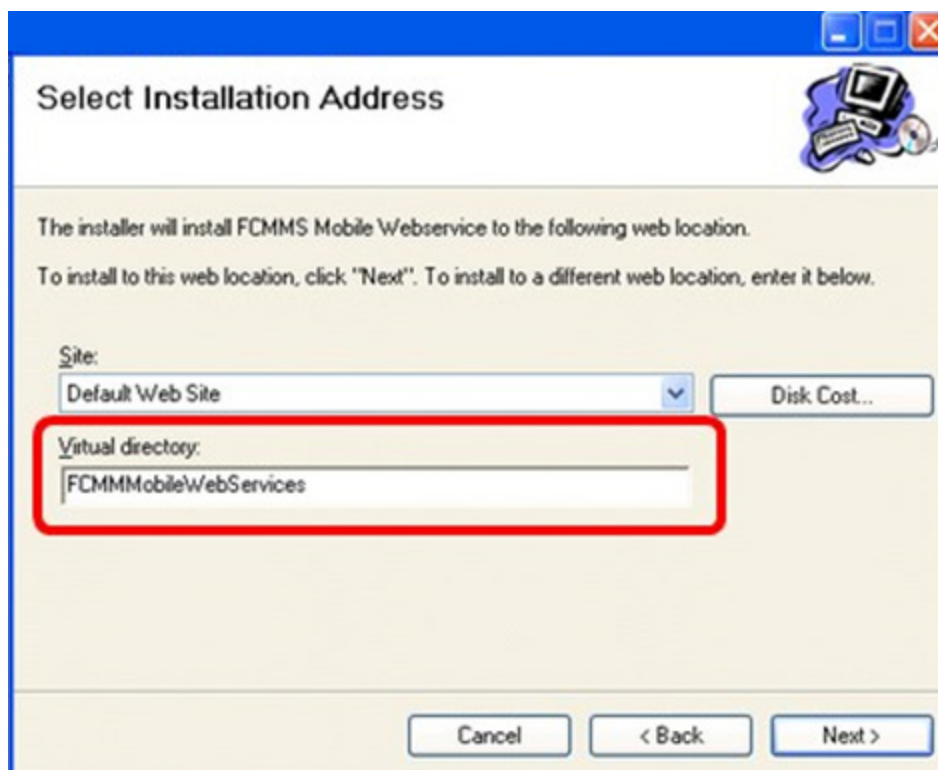 Select Installation Address
The installer will install FCMMS Mobile Webservice to the following web location.
To install to this web location, click "Next". To install to a different web location, enter it below.
Site:
Default Web Site
Disk Cost...
Virtual directory:
FCMMMobileWebServices
Cancel
< Back
Next >